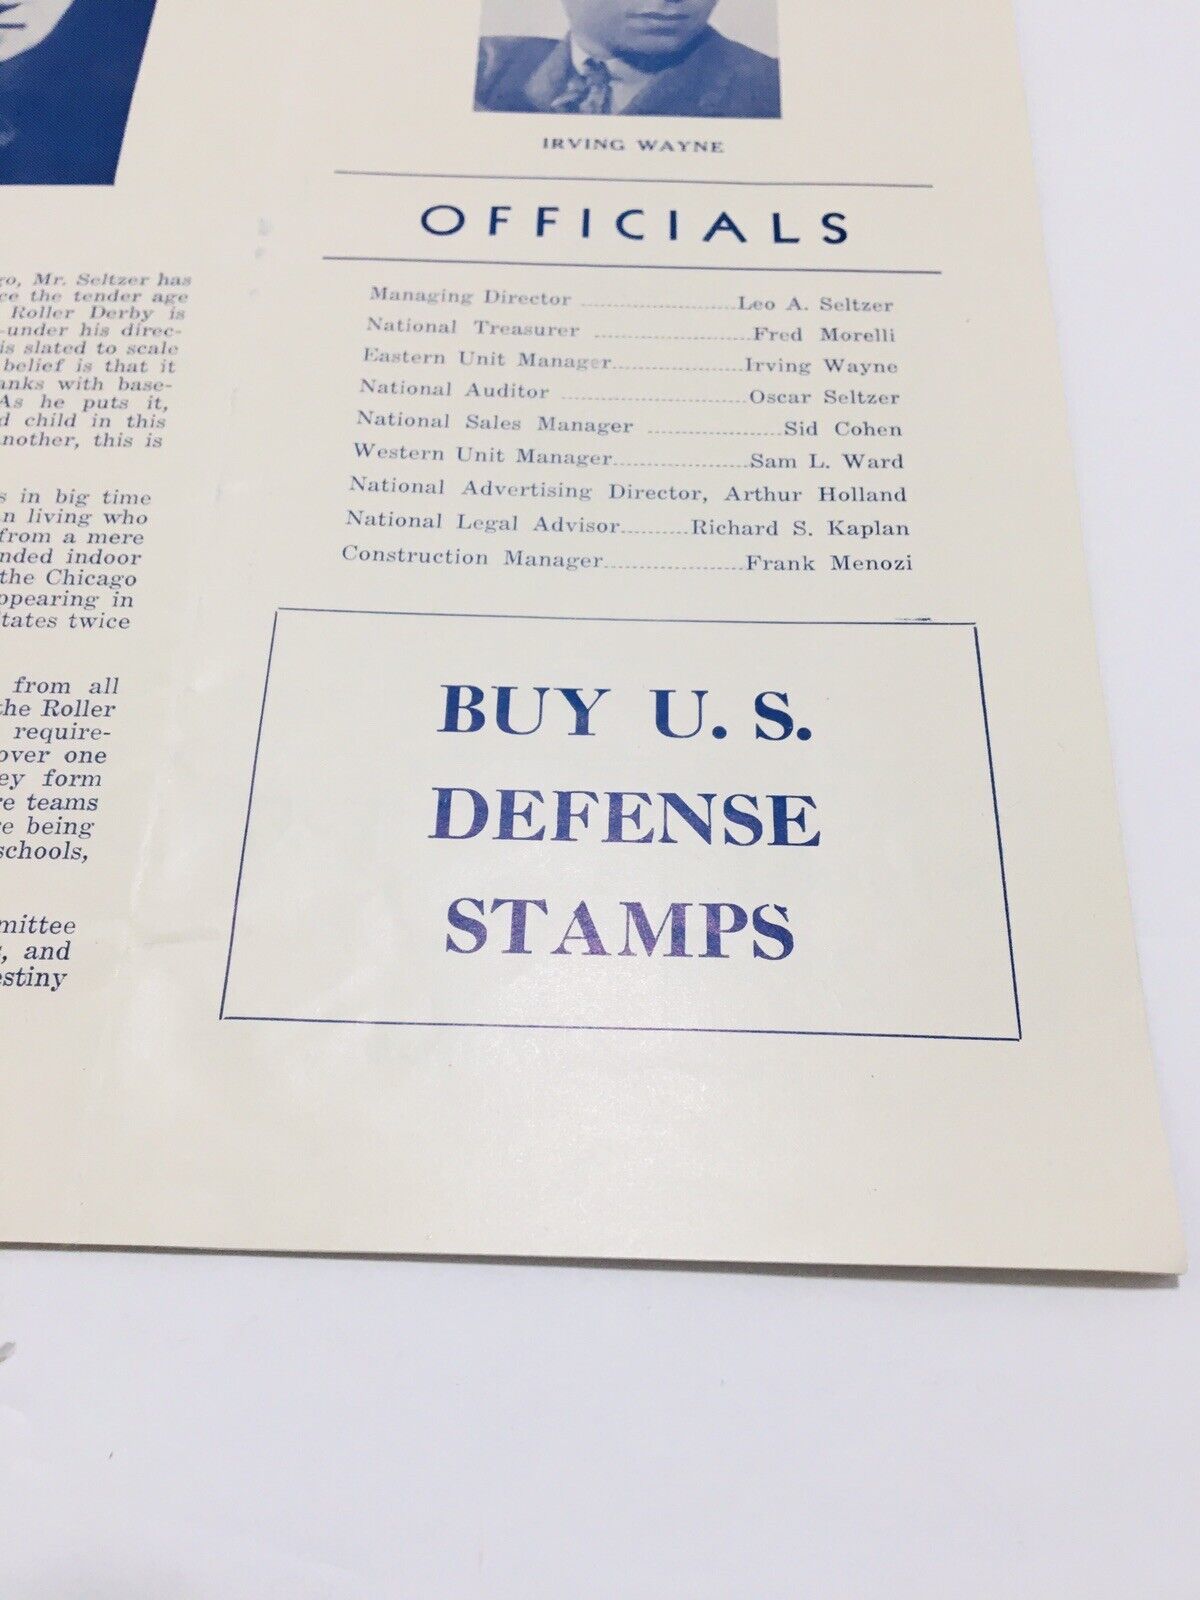 go, Mr. Seltzer has
ce the tender age
Roller Derby is
-under his direc-
is slated to scale
belief is that it
anks with base-
As he puts it,
d child in this
nother, this is
s in big time
n living who
from a mere
nded indoor
the Chicago
ppearing in
tates twice
from all
the Roller
require-
over one
ey form
re teams
re being
schools,
mittee
s, and
estiny
IRVING WAYNE
OFFICIALS
Managing Director ........................Leo A. Seltzer
National Treasurer ........................Fred Morelli
Eastern Unit Manager........................Irving Wayne
National Auditor ............................Oscar Seltzer
National Sales Manager ....................Sid Cohen
Western Unit Manager......................Sam L. Ward
National Advertising Director, Arthur Holland
National Legal Advisor..........Richard S. Kaplan
Construction Manager......................Frank Menozi
BUY U. S.
DEFENSE
STAMPS